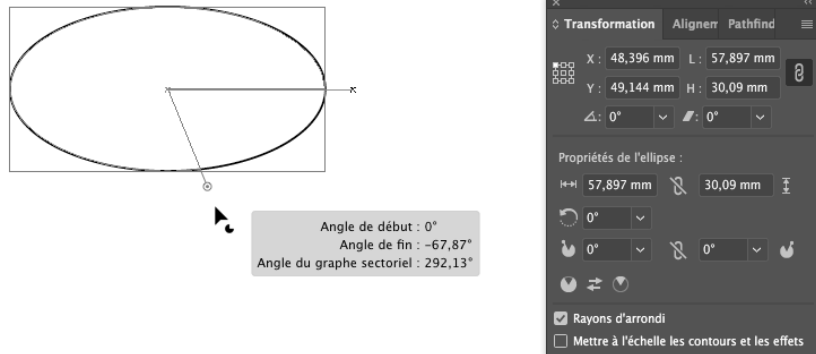 Angle de début : 0°
Angle de fin : −67,87°
Angle du graphe sectoriel : 292,13°
Transformation Alignem Pathfind
X : 48,396 mm L : 57,897 mm
Y : 49,144 mm H : 30,09 mm
0° 0°
Propriétés de l'ellipse :
57,897 mm 30,09 mm
0°
0° 0°
Rayons d'arrondi
Mettre à l'échelle les contours et les effets